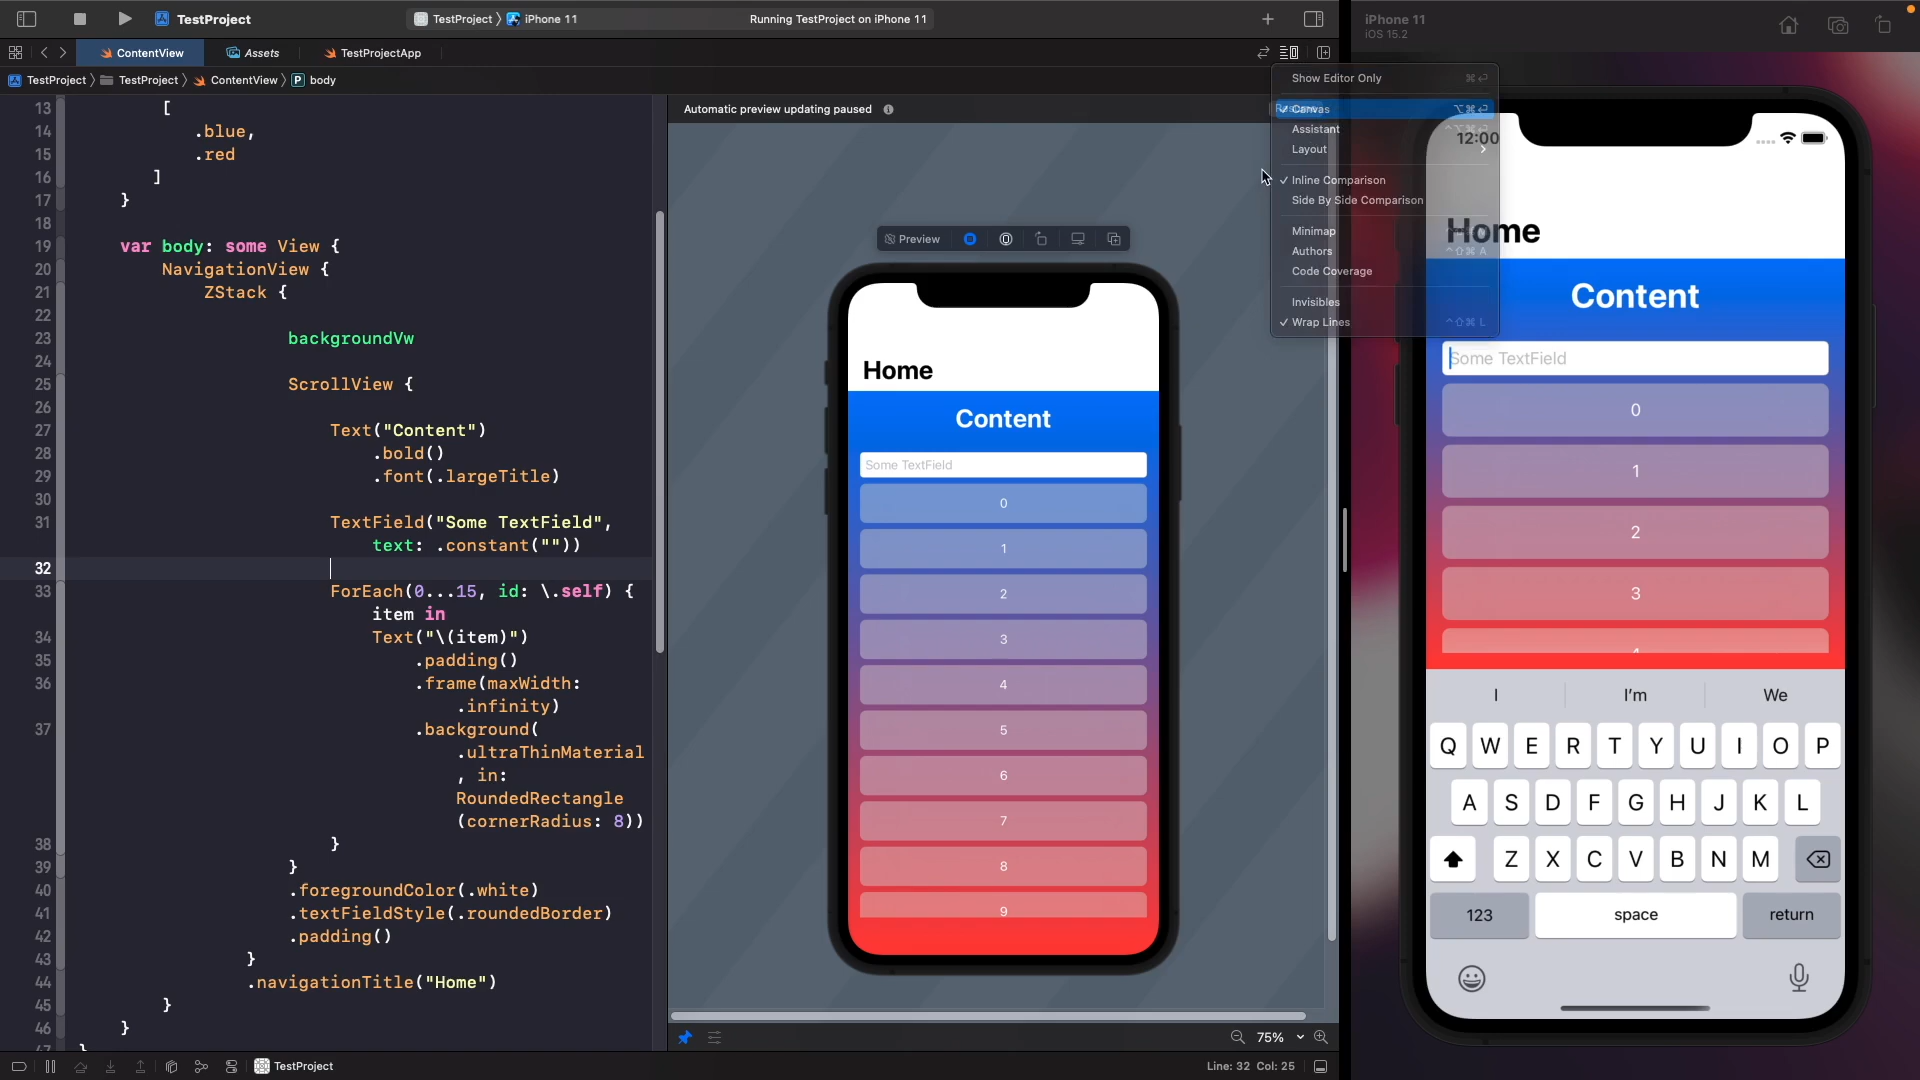 TestProject
TestProject
iPhone 11
Running TestProject on iPhone 11
ContentView
Assets
TestProjectApp
TestProject
TestProject
ContentView
P
body
13 [
14 .blue,
15 .red
16 ]
17 }
18
19 var body: some View {
20 NavigationView {
21 ZStack {
22
23 backgroundVw
24
25 ScrollView {
26
27 Text("Content")
28 .bold()
29 .font(.largeTitle)
30
31 TextField("Some TextField",
text: .constant(""))
32
33 ForEach(0...15, id: \.self) {
item in
34 Text("\(item)")
35 .padding()
36 .frame(maxWidth:
.infinity)
37 .background(
.ultraThinMaterial
, in:
RoundedRectangle
(cornerRadius: 8))
38 }
39 }
40 .foregroundColor(.white)
41 .textFieldStyle(.roundedBorder)
42 .padding()
43 }
44 .navigationTitle("Home")
45 }
46 }
TestProject
Automatic preview updating paused
Preview
Home
Content
Some TextField
0
1
2
3
4
5
6
7
8
9
75%
Line: 32 Col: 25
Show Editor Only ⌘⏎
✓ Canvas ⌥⌘⏎
Assistant
Layout
✓ Inline Comparison
Side By Side Comparison
Minimap
Authors ^⇧⌘ A
Code Coverage
Invisibles
✓ Wrap Lines ^⇧⌘ L
iPhone 11
iOS 15.2
12:00
Home
Content
Some TextField
0
1
2
3
I
I'm
We
Q W E R T Y U I O P
A S D F G H J K L
Z X C V B N M
123
space
return